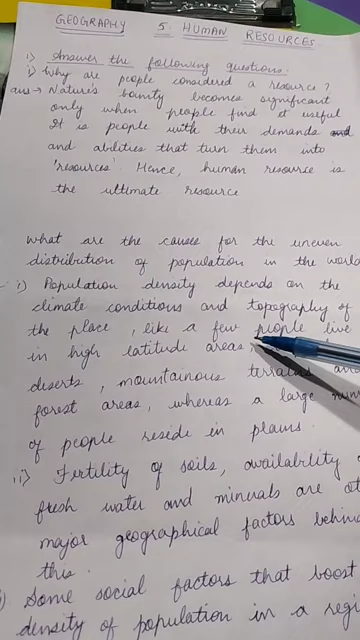 GEOGRAPHY 5. HUMAN RESOURCES
i) Answer the following questions.
i) Why are people considered a resource?
ans→ Nature's bounty becomes significant
only when people find it useful
It is people with their demands and
and abilities that turn them into
'resources'. Hence, human resource is
the ultimate resource
What are the causes for the uneven
distribution of population in the world
i) Population density depends on the
climate conditions and topography of
the place, like a few people live
in high latitude areas,
deserts, mountainous terrains and
forest areas, whereas a large num
of people reside in plains.
ii) Fertility of soils, availability o
fresh water and minerals are ot
major geographical factors behin
this.
) Some social factors that boost
density of population in a regi